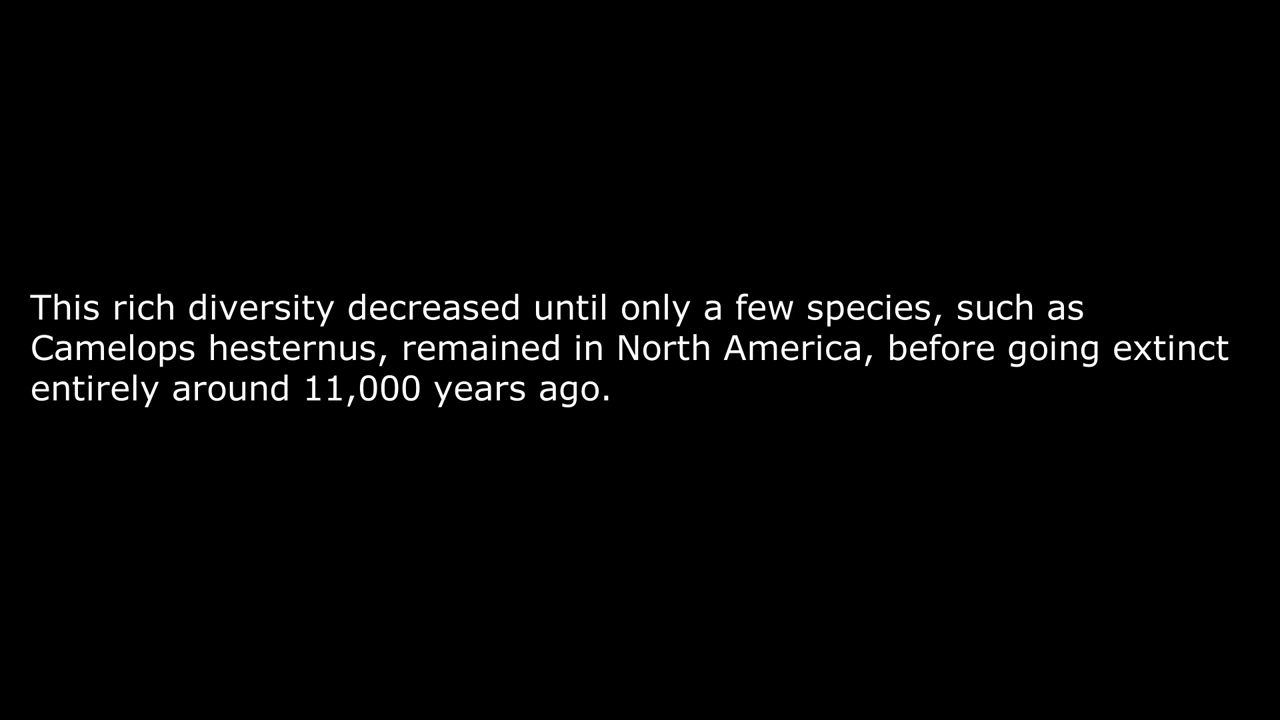 This rich diversity decreased until only a few species, such as
Camelops hesternus, remained in North America, before going extinct
entirely around 11,000 years ago.